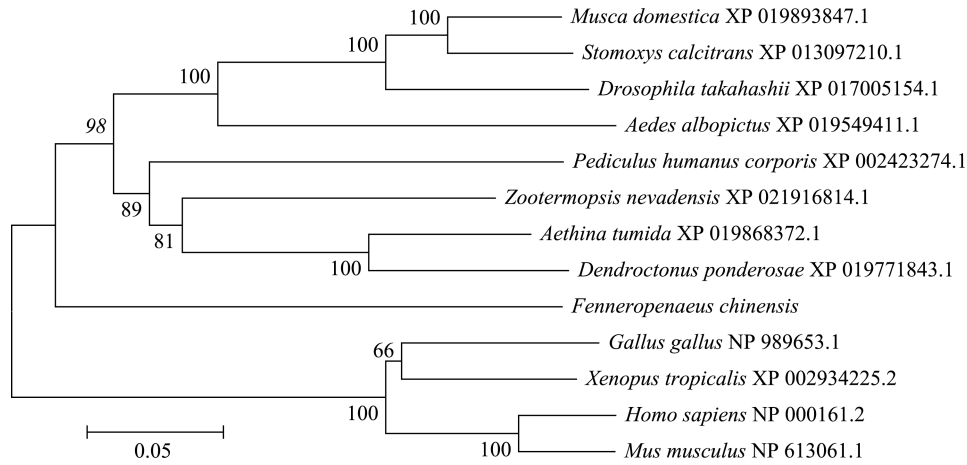 100
Musca domestica XP 019893847.1
100
Stomoxys calcitrans XP 013097210.1
100
Drosophila takahashii XP 017005154.1
98
Aedes albopictus XP 019549411.1
Pediculus humanus corporis XP 002423274.1
89
Zootermopsis nevadensis XP 021916814.1
81
Aethina tumida XP 019868372.1
100
Dendroctonus ponderosae XP 019771843.1
Fenneropenaeus chinensis
66
Gallus gallus NP 989653.1
Xenopus tropicalis XP 002934225.2
100
Homo sapiens NP 000161.2
100
Mus musculus NP 613061.1
0.05